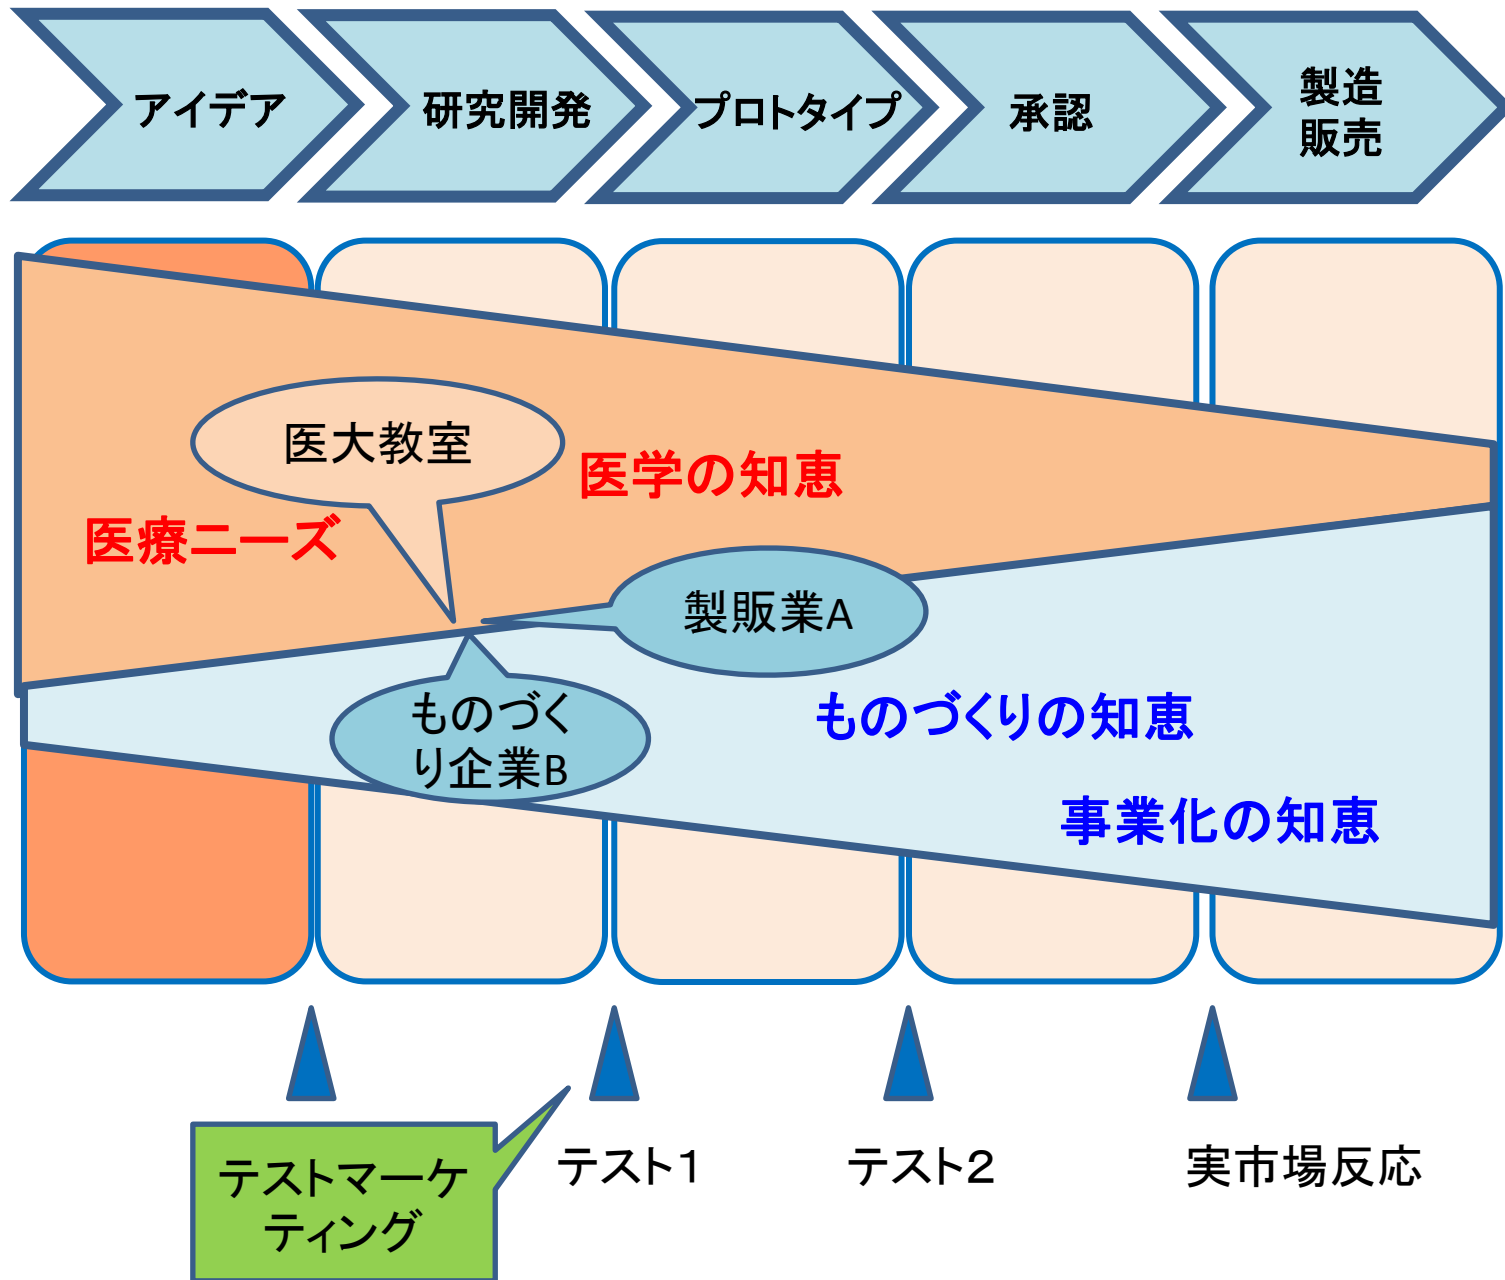 アイデア
研究開発
プロトタイプ
承認
製造
販売
医大教室
医学の知恵
医療ニーズ
製販業A
ものづく
り企業B
ものづくりの知恵
事業化の知恵
テストマーケ
ティング
テスト1
テスト2
実市場反応